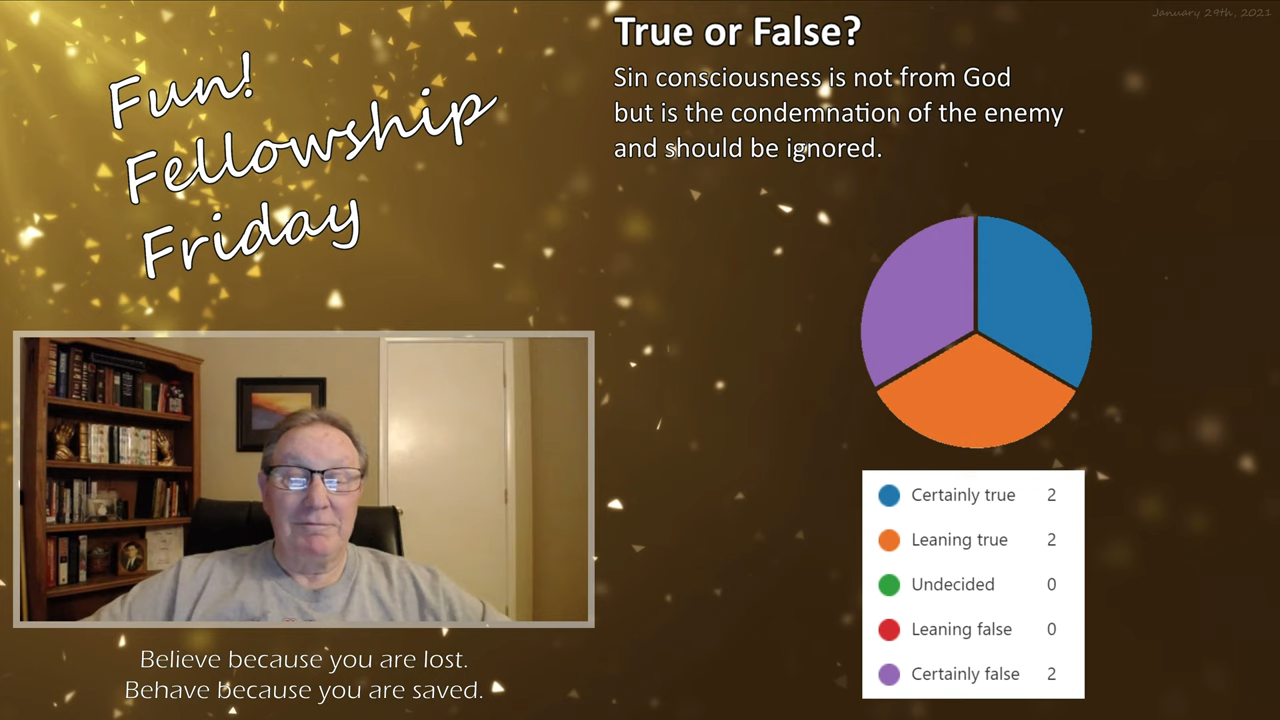 January 29th, 2021
Fun!
Fellowship
Friday
True or False?
Sin consciousness is not from God
but is the condemnation of the enemy
and should be ignored.
Certainly true 2
Leaning true 2
Undecided 0
Leaning false 0
Certainly false 2
Believe because you are lost.
Behave because you are saved.